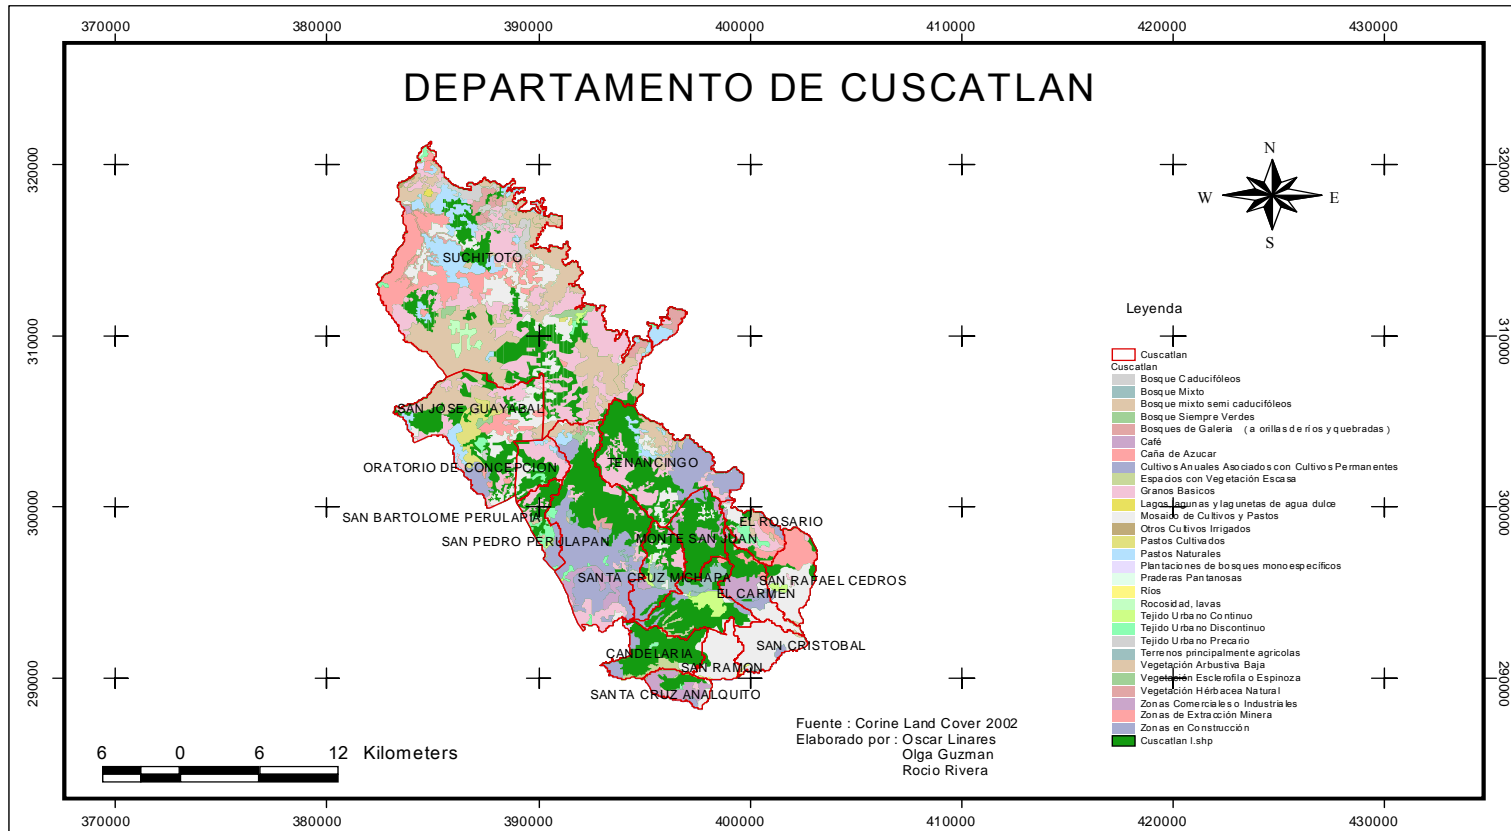 370000 380000 390000 400000 410000 420000 430000
DEPARTAMENTO DE CUSCATLAN
320000 320000
N
W E
S
SUCHITOTO
310000 310000
SAN JOSE GUAYABAL
ORATORIO DE CONCEPCION
TENANCINGO
300000 300000
SAN BARTOLOME PERULAPIA
EL ROSARIO
SAN PEDRO PERULAPAN
MONTE SAN JUAN
SANTA CRUZ MICHAPA
SAN RAFAEL CEDROS
EL CARMEN
SAN CRISTOBAL
CANDELARIA
SAN RAMON
290000 290000
SANTA CRUZ ANALQUITO
Leyenda
Cuscatlan
Cuscatlan
Bosque Caducifóleos
Bosque Mixto
Bosque mixto semi caducifóleos
Bosque Siempre Verdes
Bosques de Galeria (a orillas de ríos y quebradas)
Café
Caña de Azucar
Cultivos Anuales Asociados con Cultivos Permanentes
Espacios con Vegetación Escasa
Granos Basicos
Lagos, lagunas y lagunetas de agua dulce
Mosaico de Cultivos y Pastos
Otros Cultivos Irrigados
Pastos Cultivados
Pastos Naturales
Plantaciones de bosques monoespecíficos
Praderas Pantanosas
Ríos
Rocosidad, lavas
Tejido Urbano Continuo
Tejido Urbano Discontinuo
Tejido Urbano Precario
Terrenos principalmente agrícolas
Vegetación Arbustiva Baja
Vegetación Esclerofila o Espinoza
Vegetación Hérbacea Natural
Zonas Comerciales o Industriales
Zonas de Extracción Minera
Zonas en Construcción
Cuscatlan l.shp
Fuente : Corine Land Cover 2002
Elaborado por : Oscar Linares
Olga Guzman
Rocio Rivera
6 0 6 12 Kilometers
370000 380000 390000 400000 410000 420000 430000